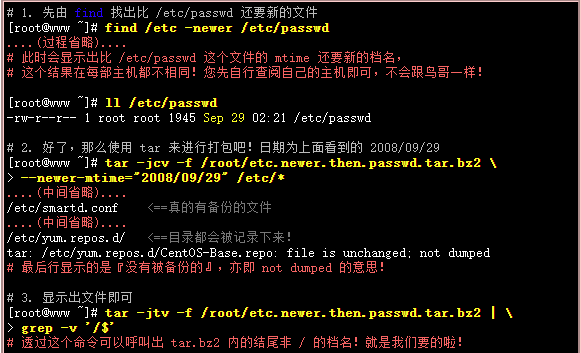 # 1. 先由 find 找出比 /etc/passwd 还要新的文件
[root@www ~]# find /etc -newer /etc/passwd
....(过程省略)....
# 此时会显示出比 /etc/passwd 这个文件的 mtime 还要新的档名，
# 这个结果在每部主机都不相同！您先自行查阅自己的主机即可，不会跟鸟哥一样！
[root@www ~]# ll /etc/passwd
-rw-r--r-- 1 root root 1945 Sep 29 02:21 /etc/passwd
# 2. 好了，那么使用 tar 来进行打包吧！日期为上面看到的 2008/09/29
[root@www ~]# tar -jcv -f /root/etc.newer.then.passwd.tar.bz2 \
> --newer-mtime="2008/09/29" /etc/*
....(中间省略)....
/etc/smartd.conf <==真的有备份的文件
....(中间省略)....
/etc/yum.repos.d/ <==目录都会被记录下来！
tar: /etc/yum.repos.d/CentOS-Base.repo: file is unchanged; not dumped
# 最后行显示的是『没有被备份的』，亦即 not dumped 的意思！
# 3. 显示出文件即可
[root@www ~]# tar -jtv -f /root/etc.newer.then.passwd.tar.bz2 | \
> grep -v '/$'
# 透过这个命令可以呼叫出 tar.bz2 内的结尾非 / 的档名！就是我们要的啦！